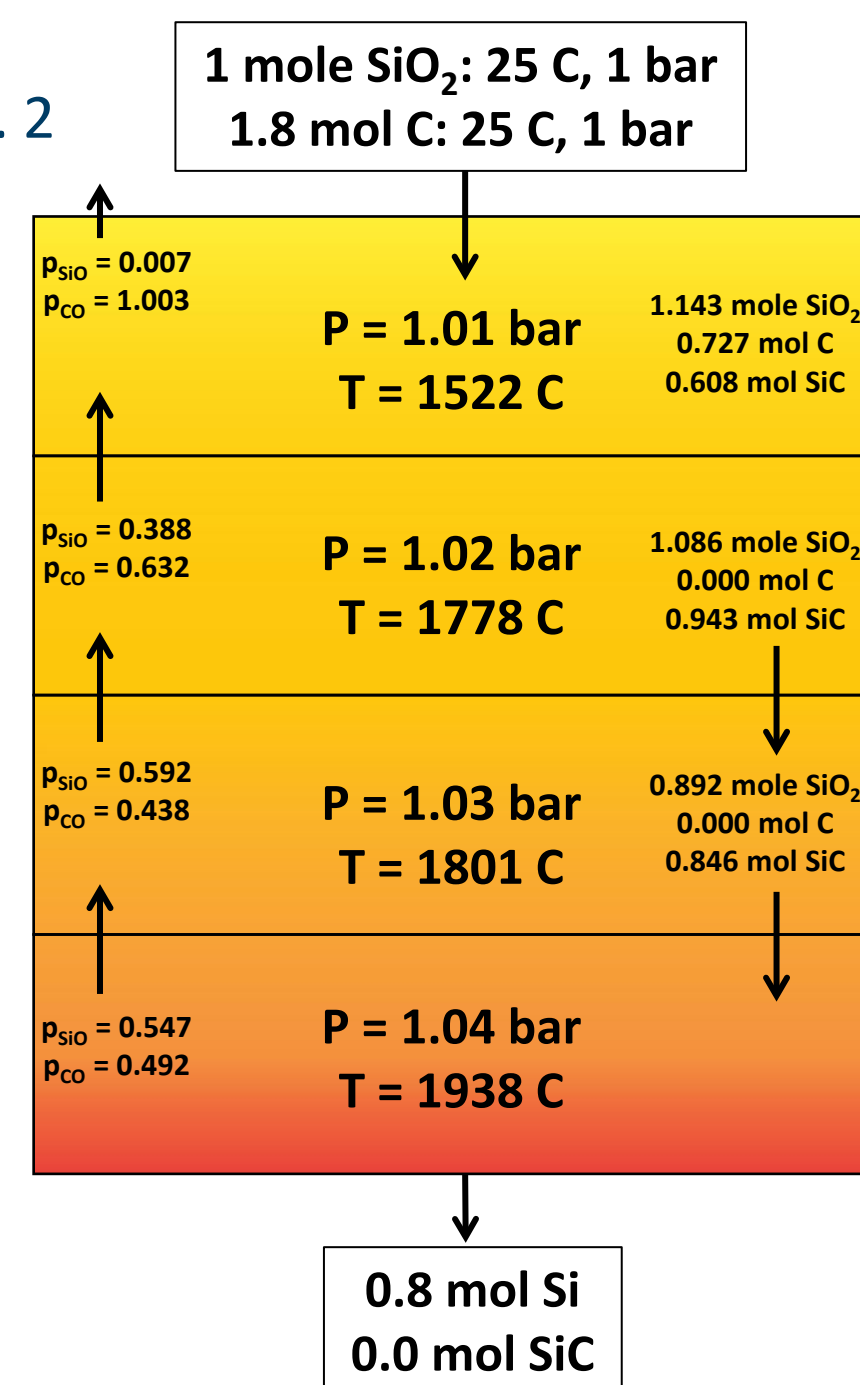 . 2
1 mole SiO₂: 25 C, 1 bar
1.8 mol C: 25 C, 1 bar
pSiO = 0.007
pCO = 1.003
P = 1.01 bar
T = 1522 C
1.143 mole SiO₂
0.727 mol C
0.608 mol SiC
pSiO = 0.388
pCO = 0.632
P = 1.02 bar
T = 1778 C
1.086 mole SiO₂
0.000 mol C
0.943 mol SiC
pSiO = 0.592
pCO = 0.438
P = 1.03 bar
T = 1801 C
0.892 mole SiO₂
0.000 mol C
0.846 mol SiC
pSiO = 0.547
pCO = 0.492
P = 1.04 bar
T = 1938 C
0.8 mol Si
0.0 mol SiC